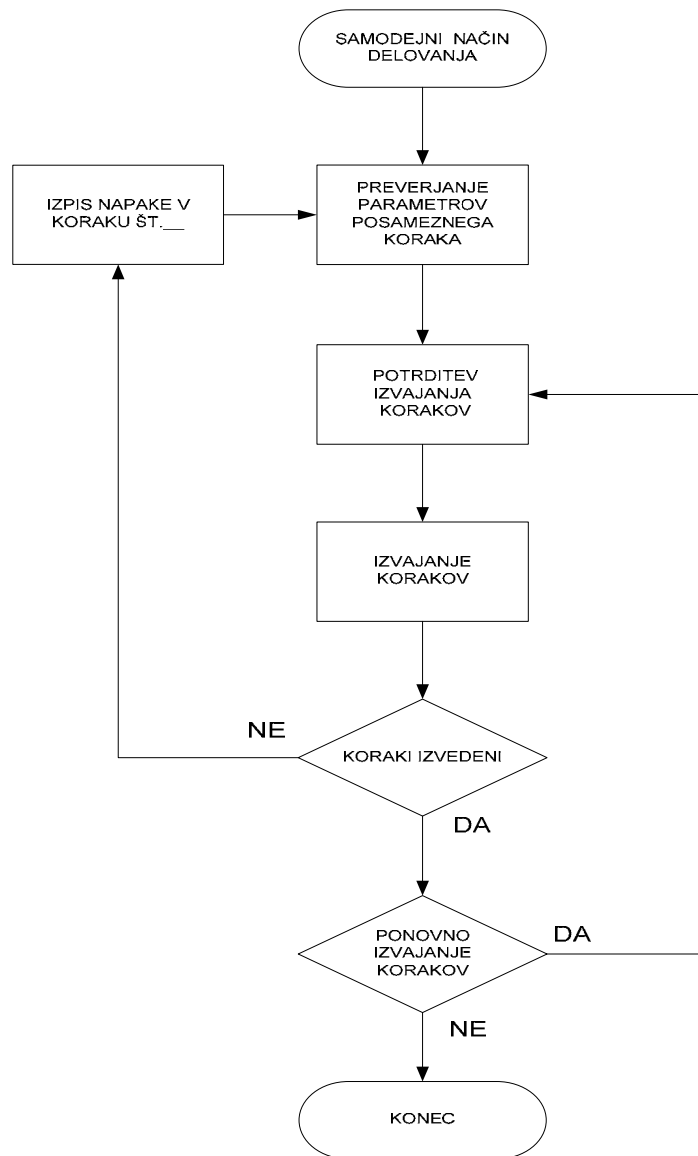 SAMODEJNI NAČIN
DELOVANJA
IZPIS NAPAKE V
KORAKU ŠT.__
PREVERJANJE
PARAMETROV
POSAMEZNEGA
KORAKA
POTRDITEV
IZVAJANJA
KORAKOV
IZVAJANJE
KORAKOV
NE
KORAKI IZVEDENI
DA
PONOVNO
IZVAJANJE
KORAKOV
DA
NE
KONEC